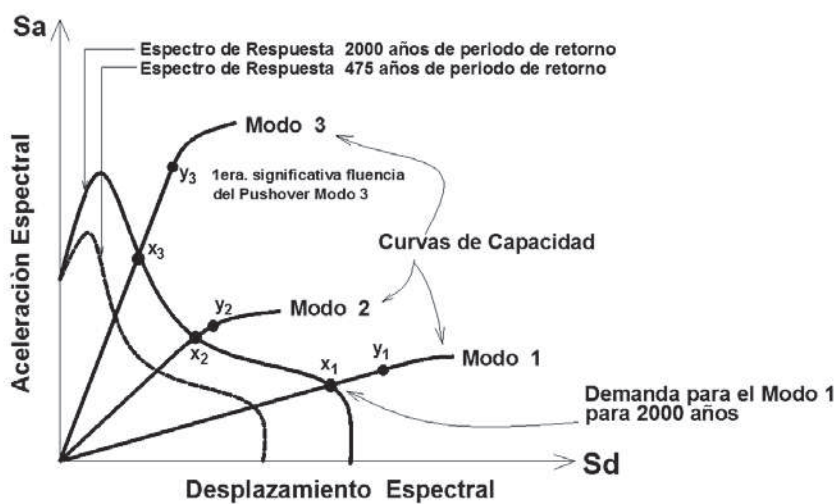 Sa
Espectro de Respuesta 2000 años de periodo de retorno
Espectro de Respuesta 475 años de periodo de retorno
Modo 3
y3
1era. significativa fluencia
del Pushover Modo 3
Aceleraciòn Espectral
x3
Curvas de Capacidad
y2
Modo 2
x2
x1
y1
Modo 1
Demanda para el Modo 1
para 2000 años
Sd
Desplazamiento Espectral